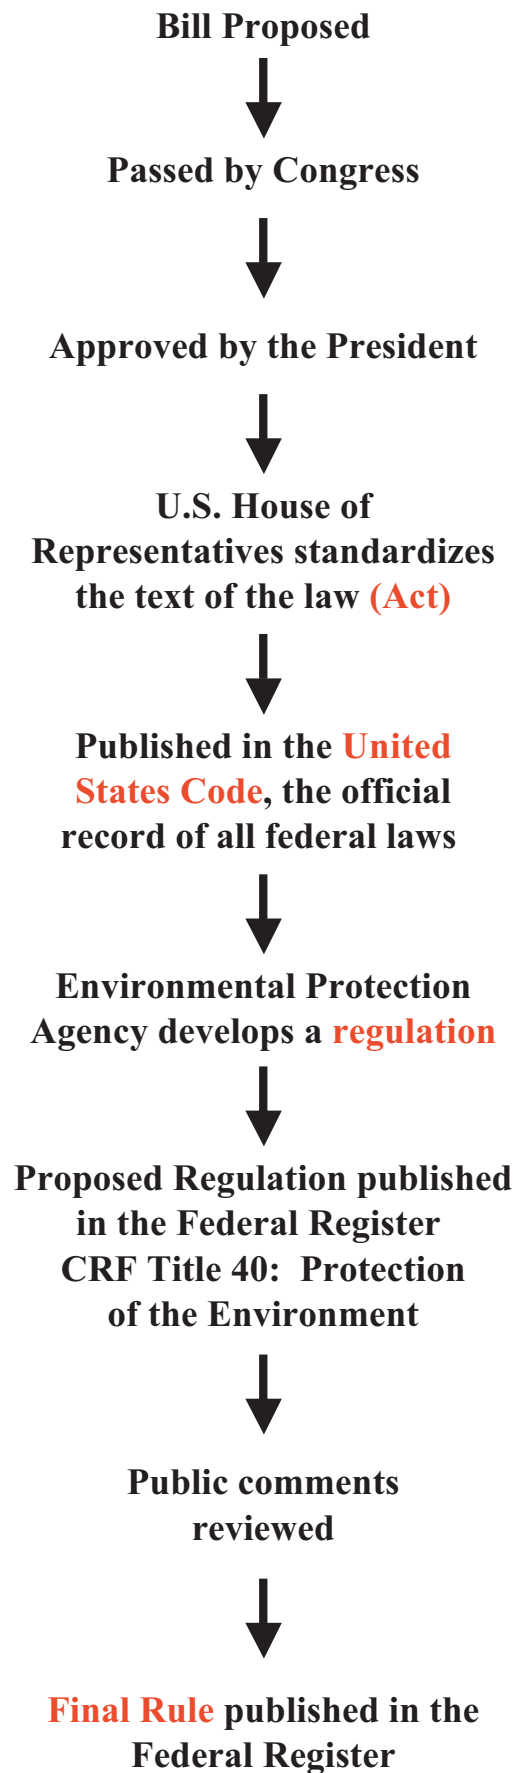 Bill Proposed
Passed by Congress
Approved by the President
U.S. House of
Representatives standardizes
the text of the law (Act)
Published in the United
States Code, the official
record of all federal laws
Environmental Protection
Agency develops a regulation
Proposed Regulation published
in the Federal Register
CRF Title 40:  Protection
of the Environment
Public comments
reviewed
Final Rule published in the
Federal Register